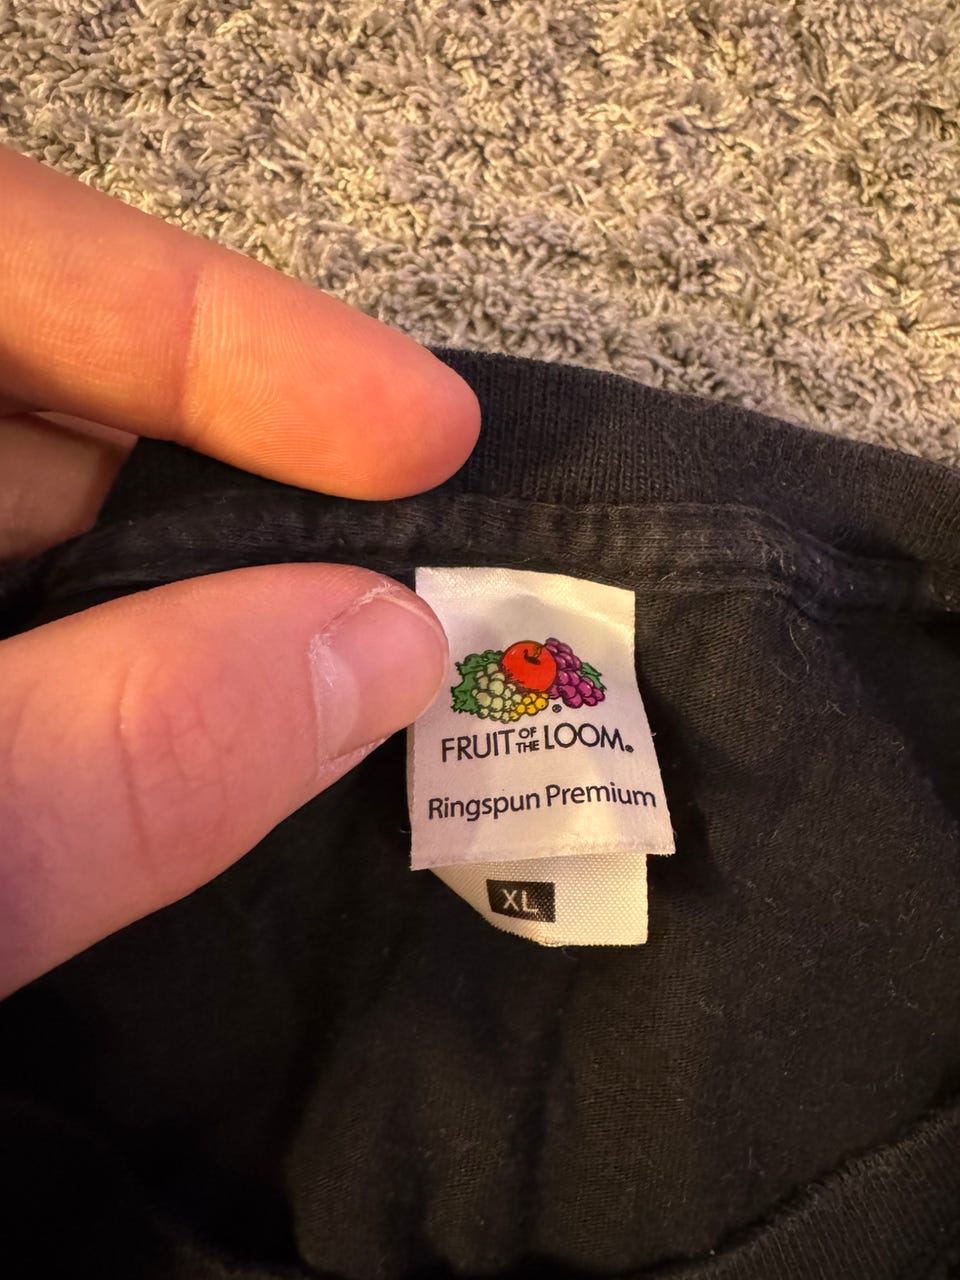 FRUIT OF THE LOOM®
Ringspun Premium
XL